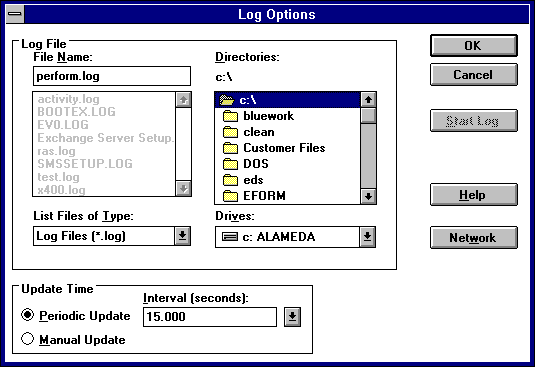 Log Options
Log File
File Name:
perform.log
activity.log
BOOTEX.LOG
EV0.LOG
Exchange Server Setup.
ras.log
SMSSETUP.LOG
test.log
x400.log
List Files of Type:
Log Files (*.log)
Directories:
c:\
c:\
bluework
clean
Customer Files
DOS
eds
EFORM
Drives:
c: ALAMEDA
OK
Cancel
Start Log
Help
Network
Update Time
Periodic Update
Manual Update
Interval (seconds):
15.000